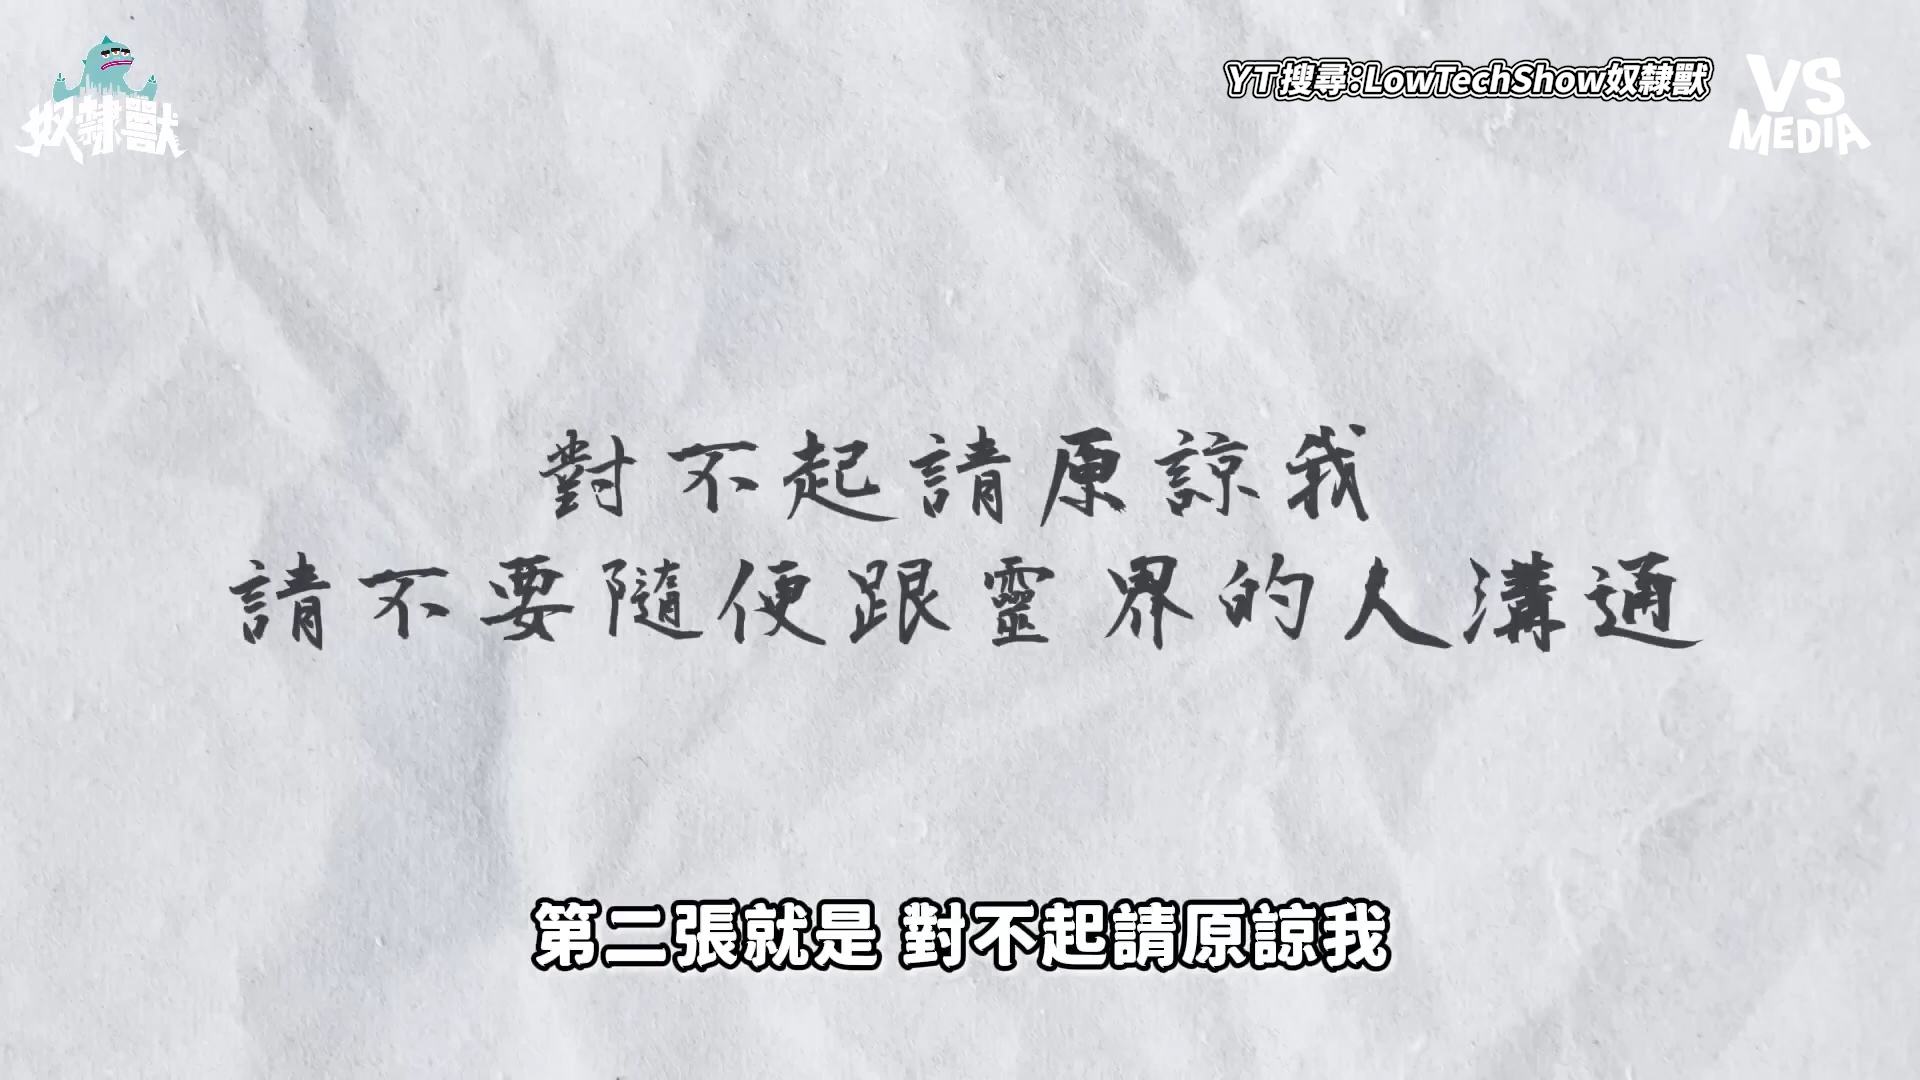 奴隸獸
YT搜尋:LowTechShow奴隸獸
VS
MEDIA
對不起請原諒我
請不要隨便跟靈界的人溝通
第二張就是 對不起請原諒我